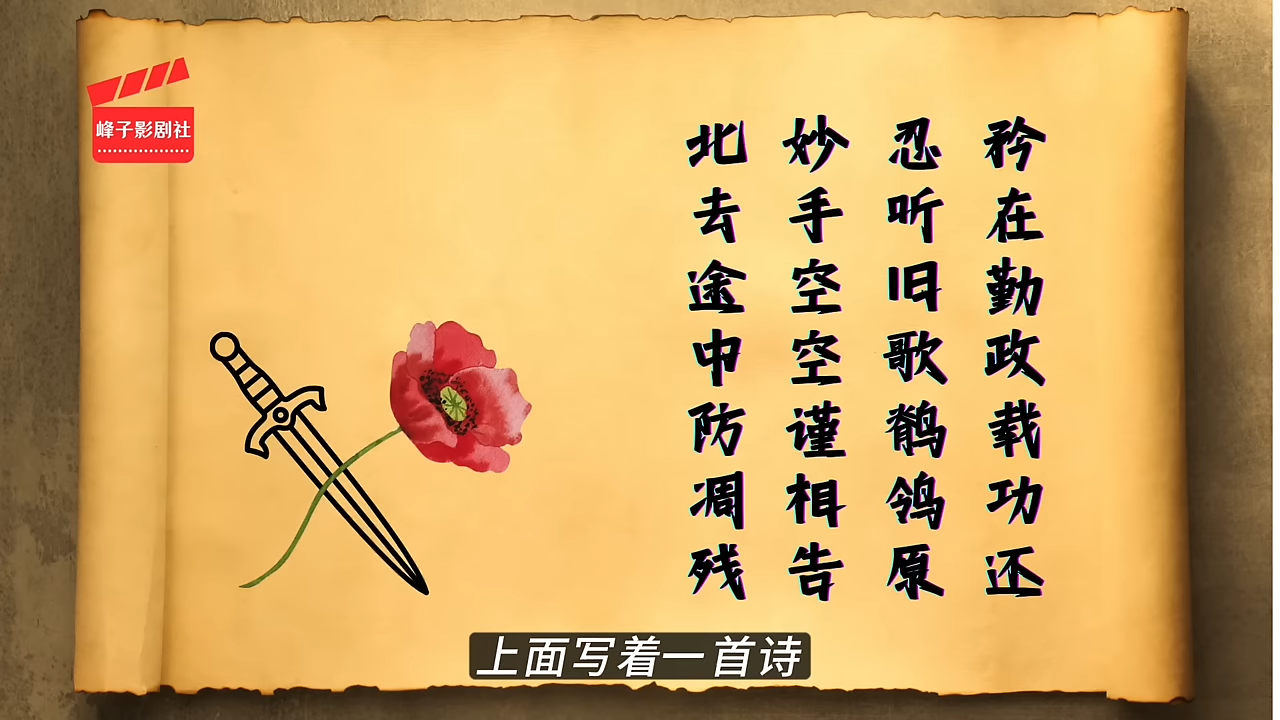 峰子影剧社
矜在勤政载功还
忍听旧歌鹡鸰原
妙手空空谨相告
北去途中防凋残
上面写着一首诗